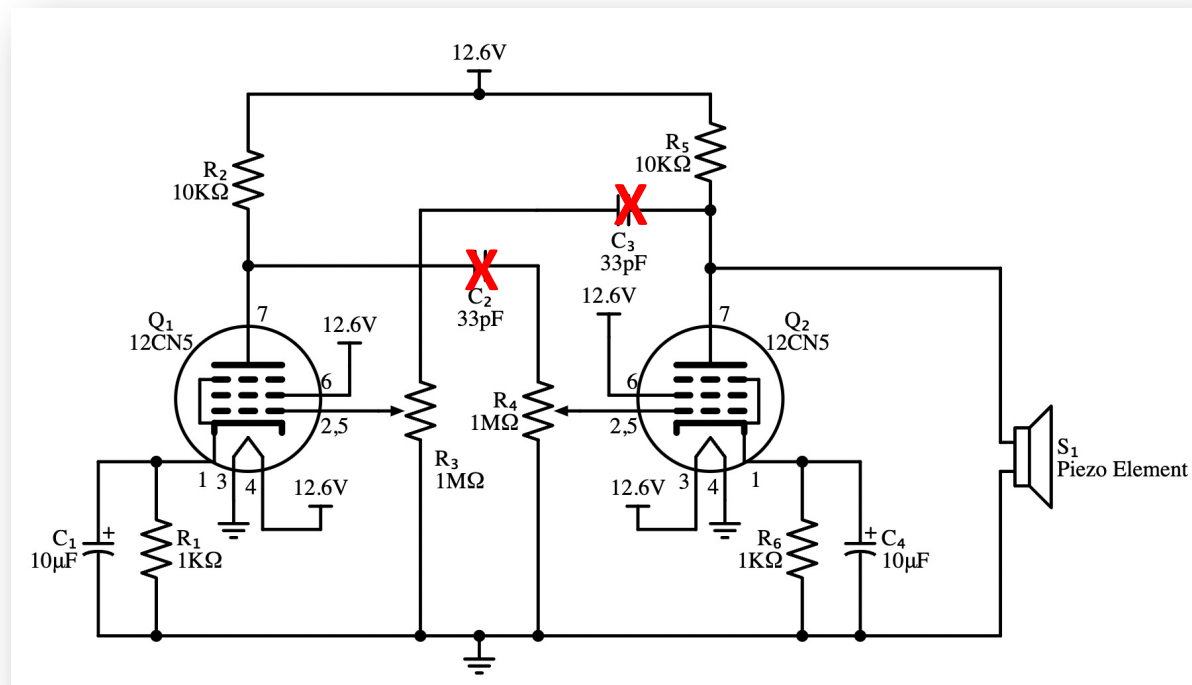 12.6V
R5
10KΩ
R2
10KΩ
C3
33pF
C2
33pF
12.6V
7
7
Q1
12CN5
12.6V
Q2
12CN5
6
6
R4
1MΩ
2,5
2,5
R3
1MΩ
S1
Piezo Element
1 3 4
12.6V
12.6V
3 4 1
C1
+
10µF
R1
1KΩ
R6
1KΩ
+
C4
10µF